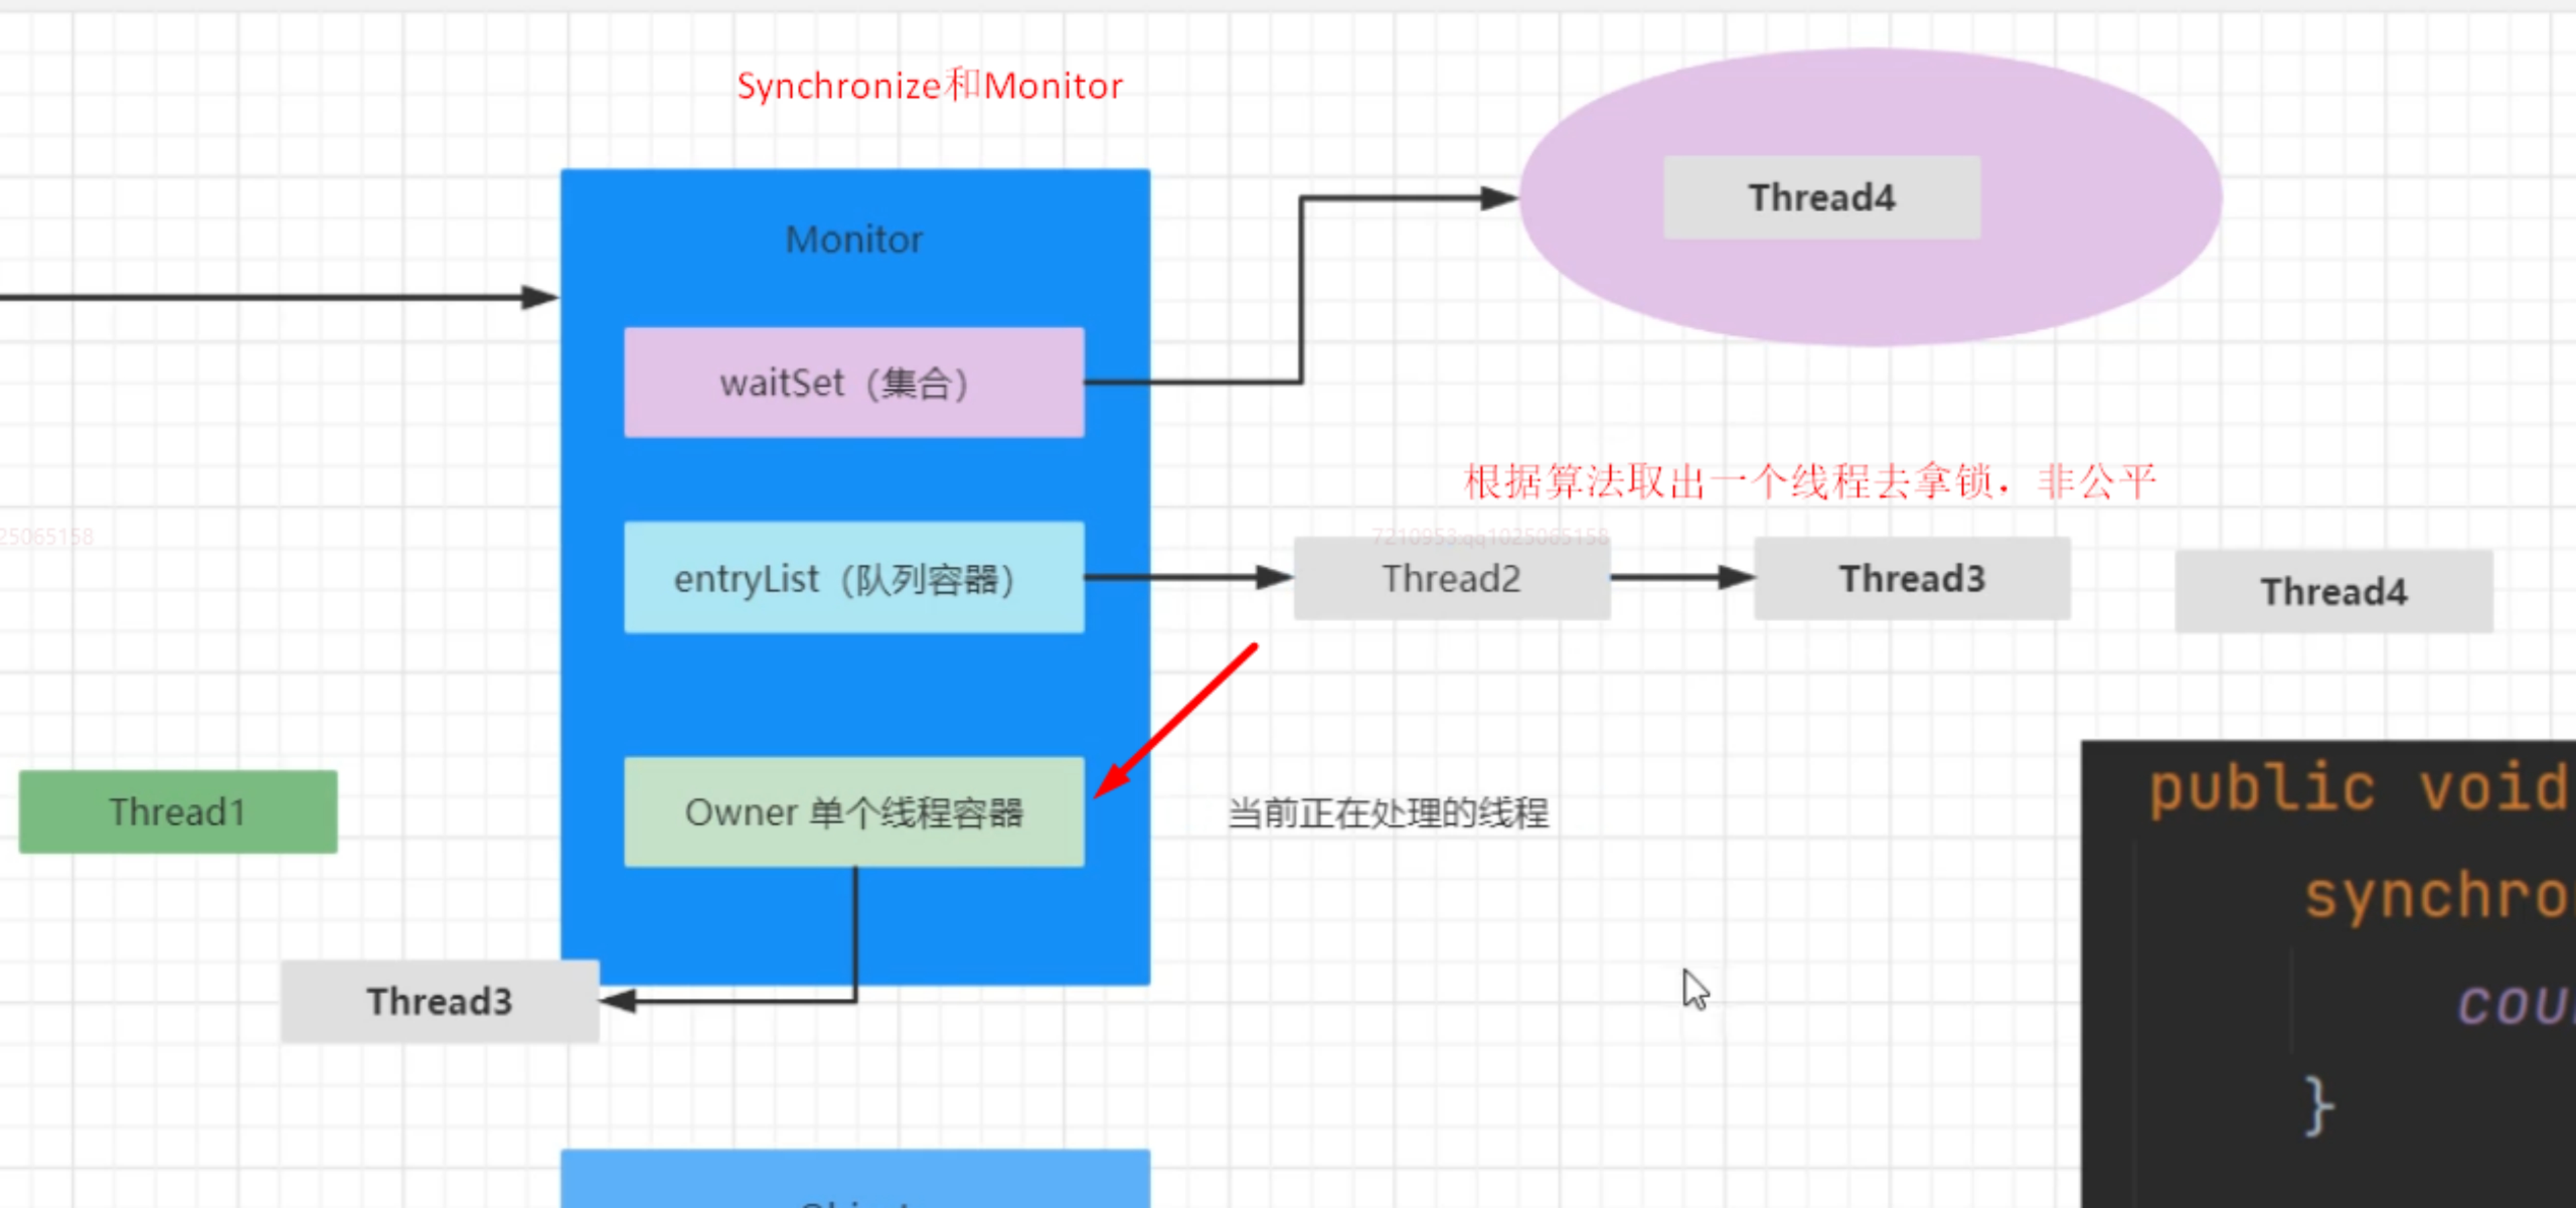 Synchronize和Monitor
Thread4
Monitor
waitSet（集合）
根据算法取出一个线程去拿锁，非公平
25065158
7210953:qq1025065158
entryList（队列容器）
Thread2
Thread3
Thread4
public void
Thread1
Owner 单个线程容器
当前正在处理的线程
synchro
Thread3
cou
}